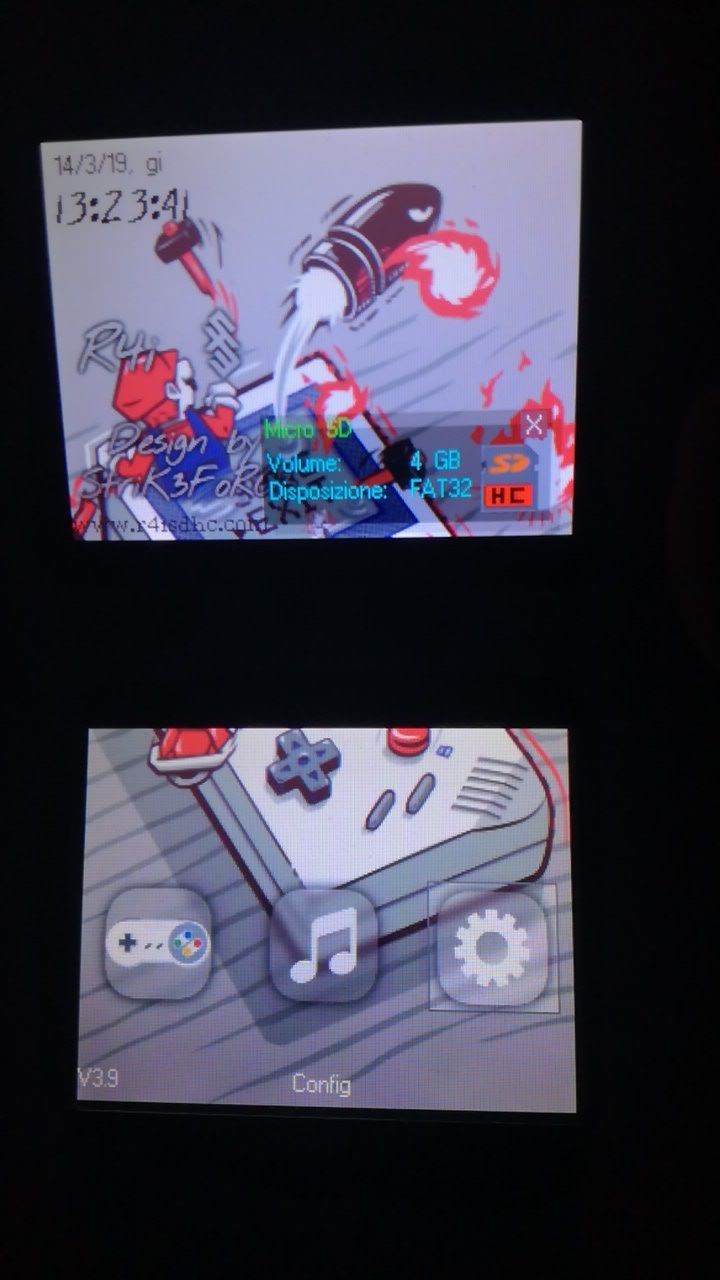 14/3/19, gi
13:23:41
R4i
Design by
www.r4isdhc.com
Micro SD
Volume: 4 GB
Disposizione: FAT32
SD
HC
X
B
V3.9
Config